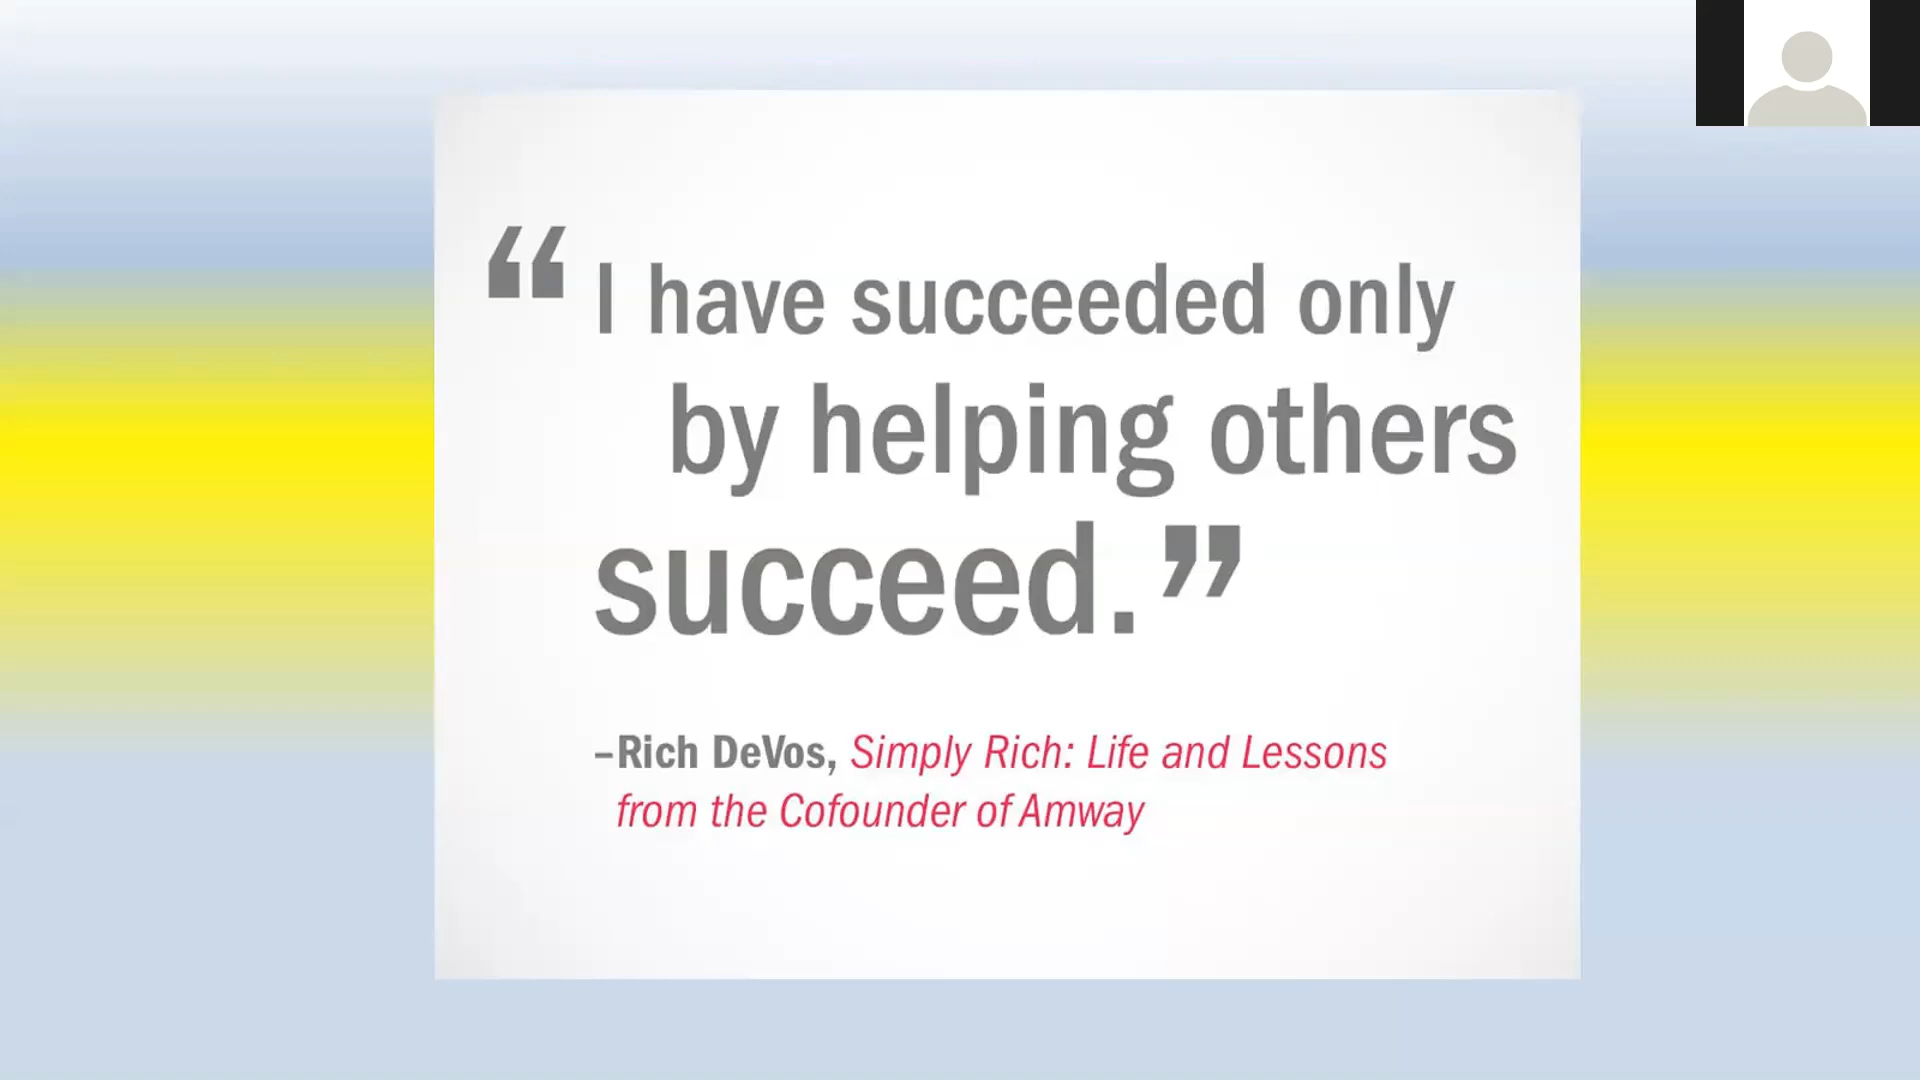 “I have succeeded only
by helping others
succeed.”
–Rich DeVos, Simply Rich: Life and Lessons
from the Cofounder of Amway